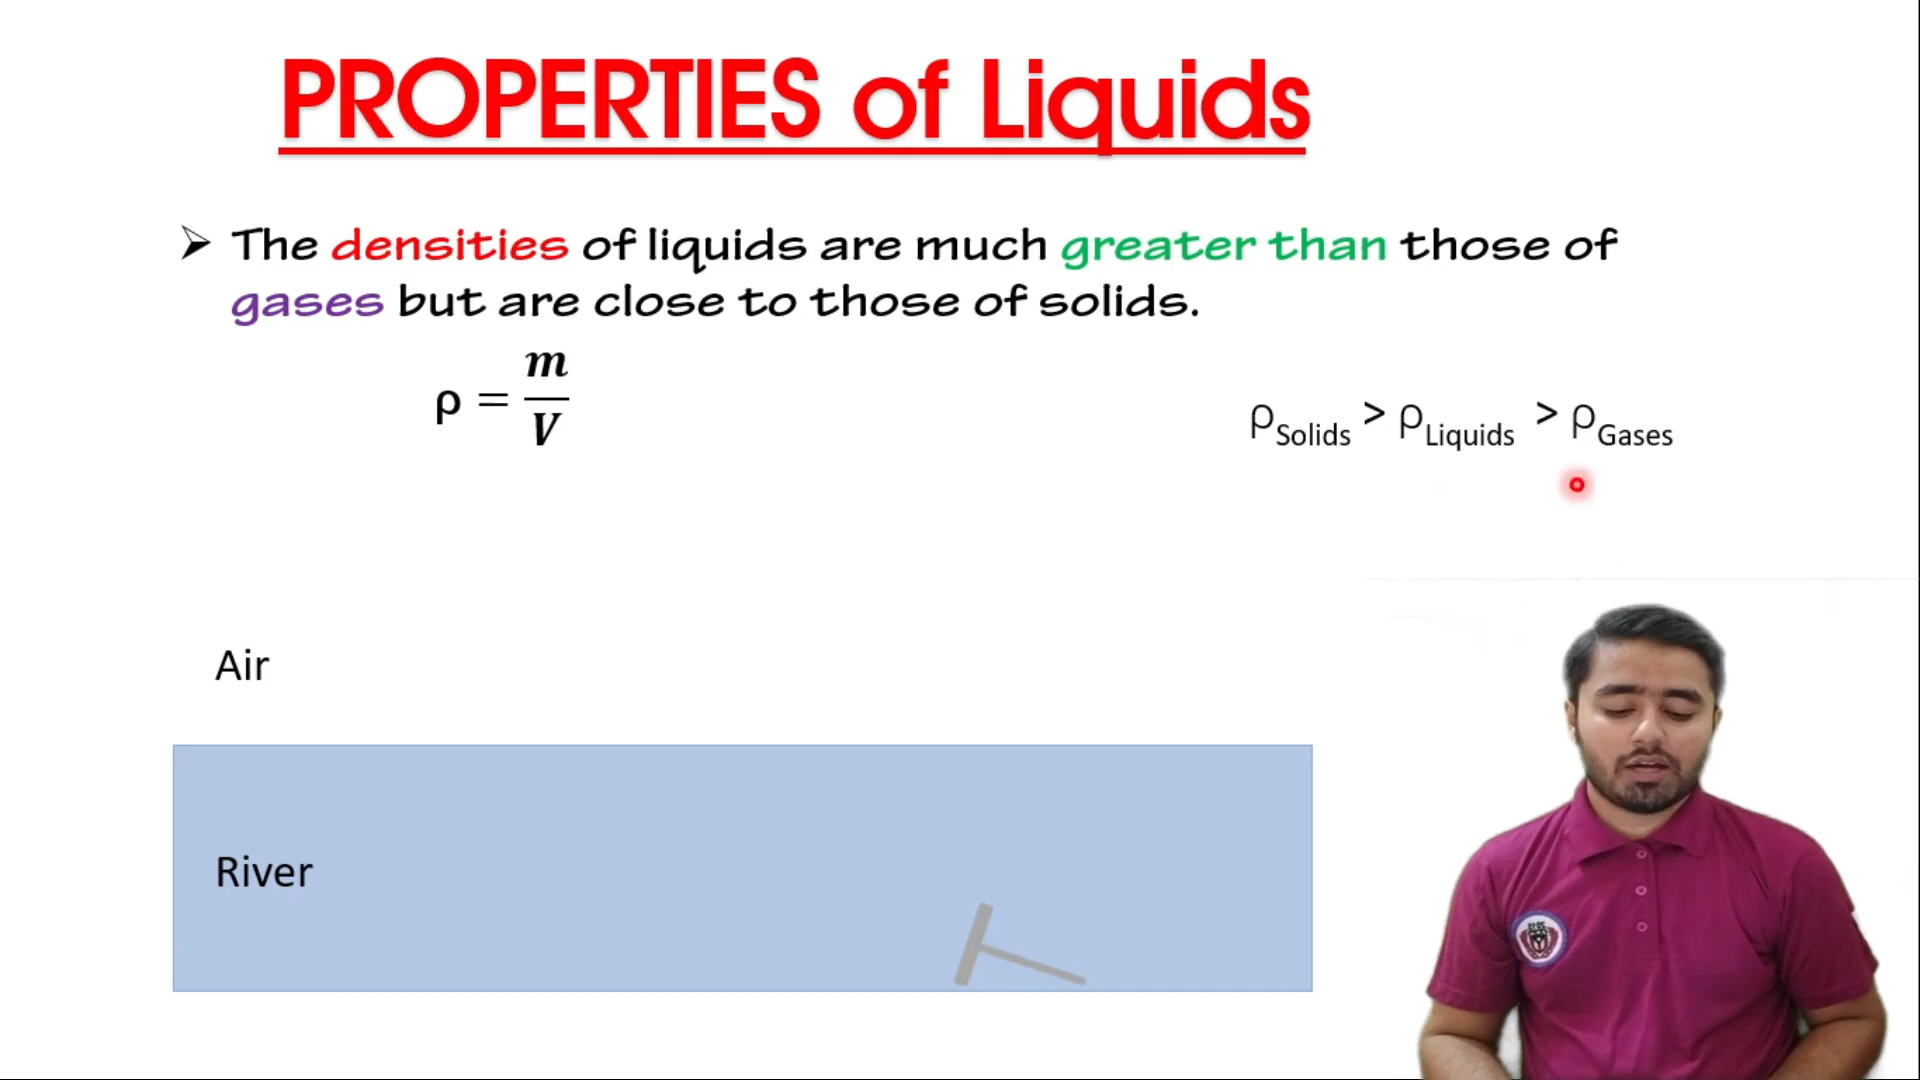 PROPERTIES of Liquids
➢ The densities of liquids are much greater than those of
gases but are close to those of solids.
ρ = m/V
ρSolids > ρLiquids > ρGases
Air
River